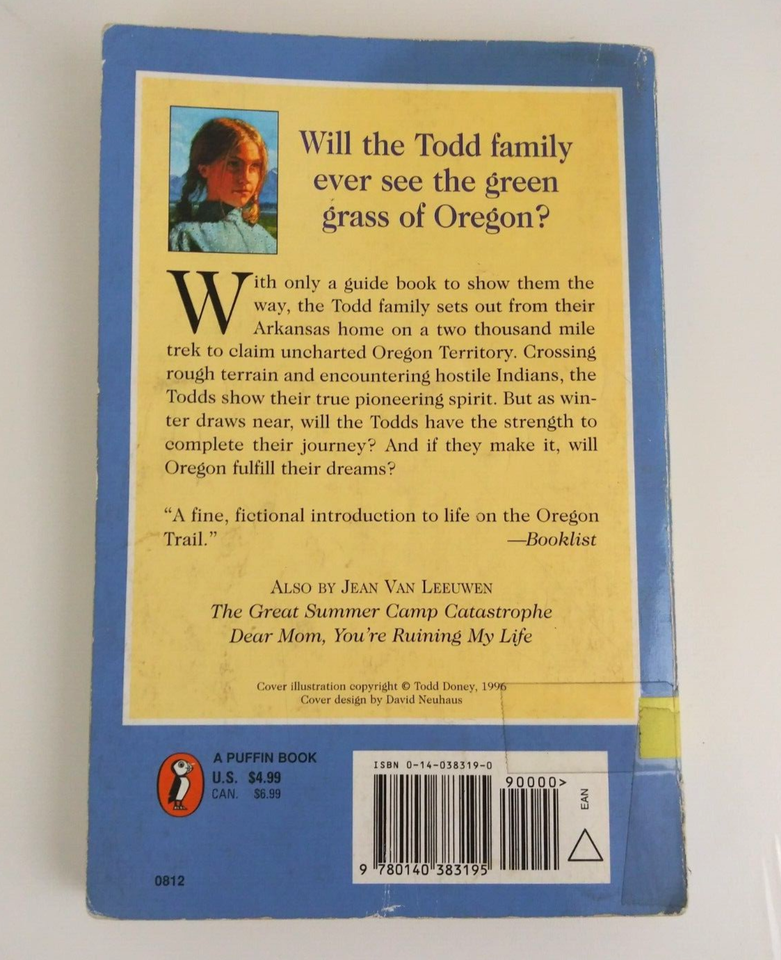 Will the Todd family
ever see the green
grass of Oregon?
With only a guide book to show them the
way, the Todd family sets out from their
Arkansas home on a two thousand mile
trek to claim uncharted Oregon Territory. Crossing
rough terrain and encountering hostile Indians, the
Todds show their true pioneering spirit. But as win-
ter draws near, will the Todds have the strength to
complete their journey? And if they make it, will
Oregon fulfill their dreams?
“A fine, fictional introduction to life on the Oregon
Trail.” —Booklist
ALSO BY JEAN VAN LEEUWEN
The Great Summer Camp Catastrophe
Dear Mom, You’re Ruining My Life
Cover illustration copyright © Todd Doney, 1996
Cover design by David Neuhaus
A PUFFIN BOOK
U.S. $4.99
CAN. $6.99
0812
ISBN 0-14-038319-0
90000>
EAN
9 780140 383195